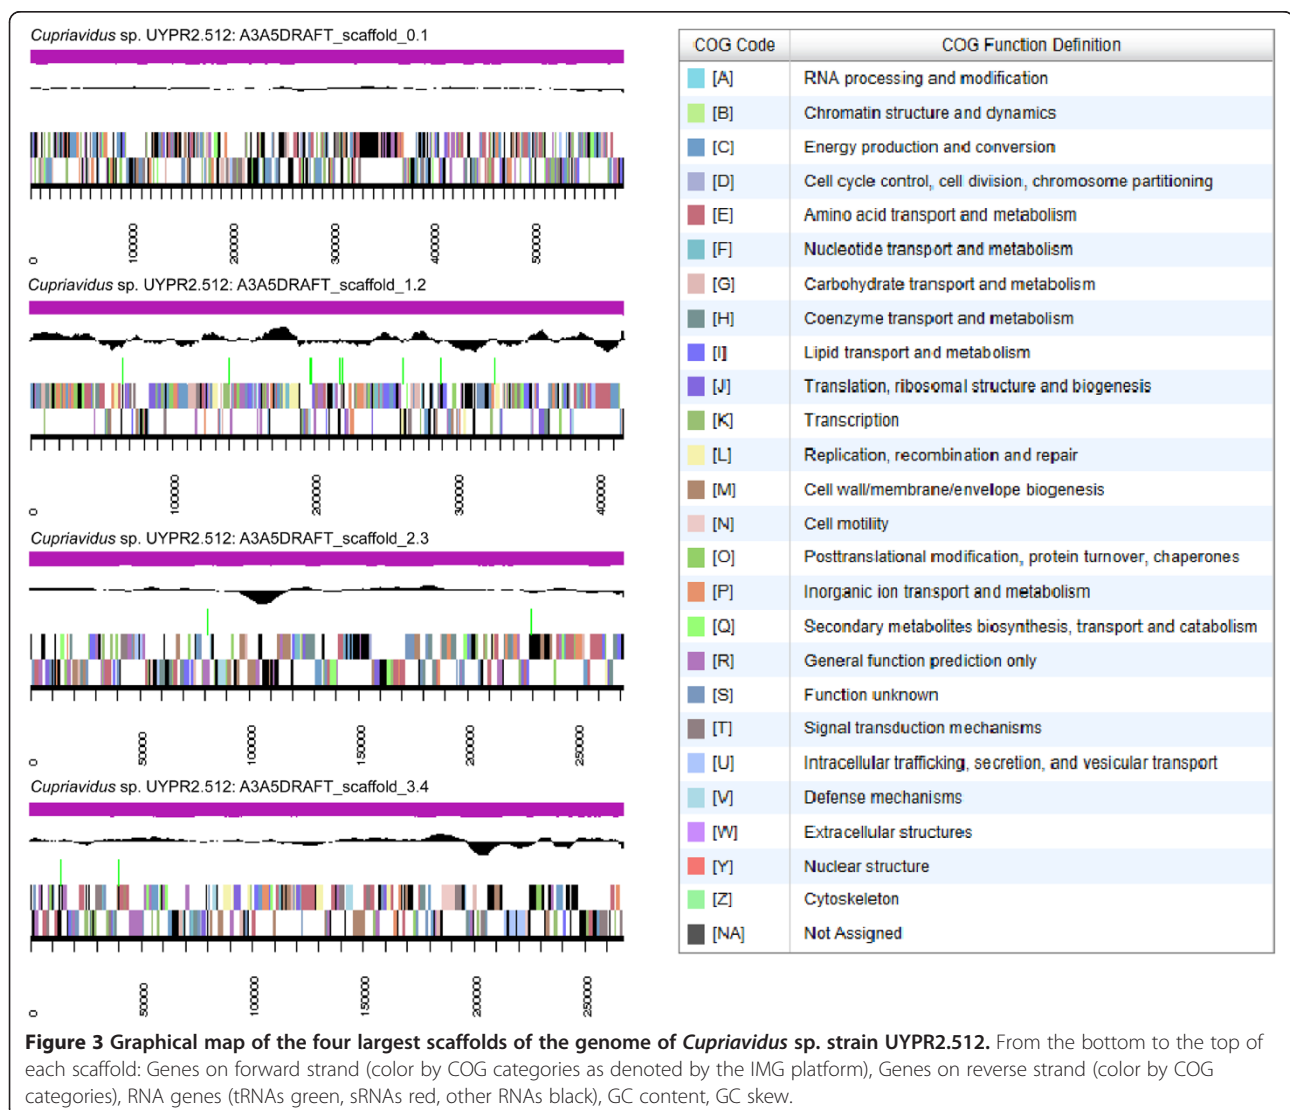 Cupriavidus sp. UYPR2.512: A3A5DRAFT_scaffold_0.1
0
100000
200000
300000
400000
500000
Cupriavidus sp. UYPR2.512: A3A5DRAFT_scaffold_1.2
0
100000
200000
300000
400000
Cupriavidus sp. UYPR2.512: A3A5DRAFT_scaffold_2.3
0
50000
100000
150000
200000
250000
Cupriavidus sp. UYPR2.512: A3A5DRAFT_scaffold_3.4
0
50000
100000
150000
200000
250000
COG Code COG Function Definition
[A] RNA processing and modification
[B] Chromatin structure and dynamics
[C] Energy production and conversion
[D] Cell cycle control, cell division, chromosome partitioning
[E] Amino acid transport and metabolism
[F] Nucleotide transport and metabolism
[G] Carbohydrate transport and metabolism
[H] Coenzyme transport and metabolism
[I] Lipid transport and metabolism
[J] Translation, ribosomal structure and biogenesis
[K] Transcription
[L] Replication, recombination and repair
[M] Cell wall/membrane/envelope biogenesis
[N] Cell motility
[O] Posttranslational modification, protein turnover, chaperones
[P] Inorganic ion transport and metabolism
[Q] Secondary metabolites biosynthesis, transport and catabolism
[R] General function prediction only
[S] Function unknown
[T] Signal transduction mechanisms
[U] Intracellular trafficking, secretion, and vesicular transport
[V] Defense mechanisms
[W] Extracellular structures
[Y] Nuclear structure
[Z] Cytoskeleton
[NA] Not Assigned
Figure 3 Graphical map of the four largest scaffolds of the genome of Cupriavidus sp. strain UYPR2.512. From the bottom to the top of
each scaffold: Genes on forward strand (color by COG categories as denoted by the IMG platform), Genes on reverse strand (color by COG
categories), RNA genes (tRNAs green, sRNAs red, other RNAs black), GC content, GC skew.